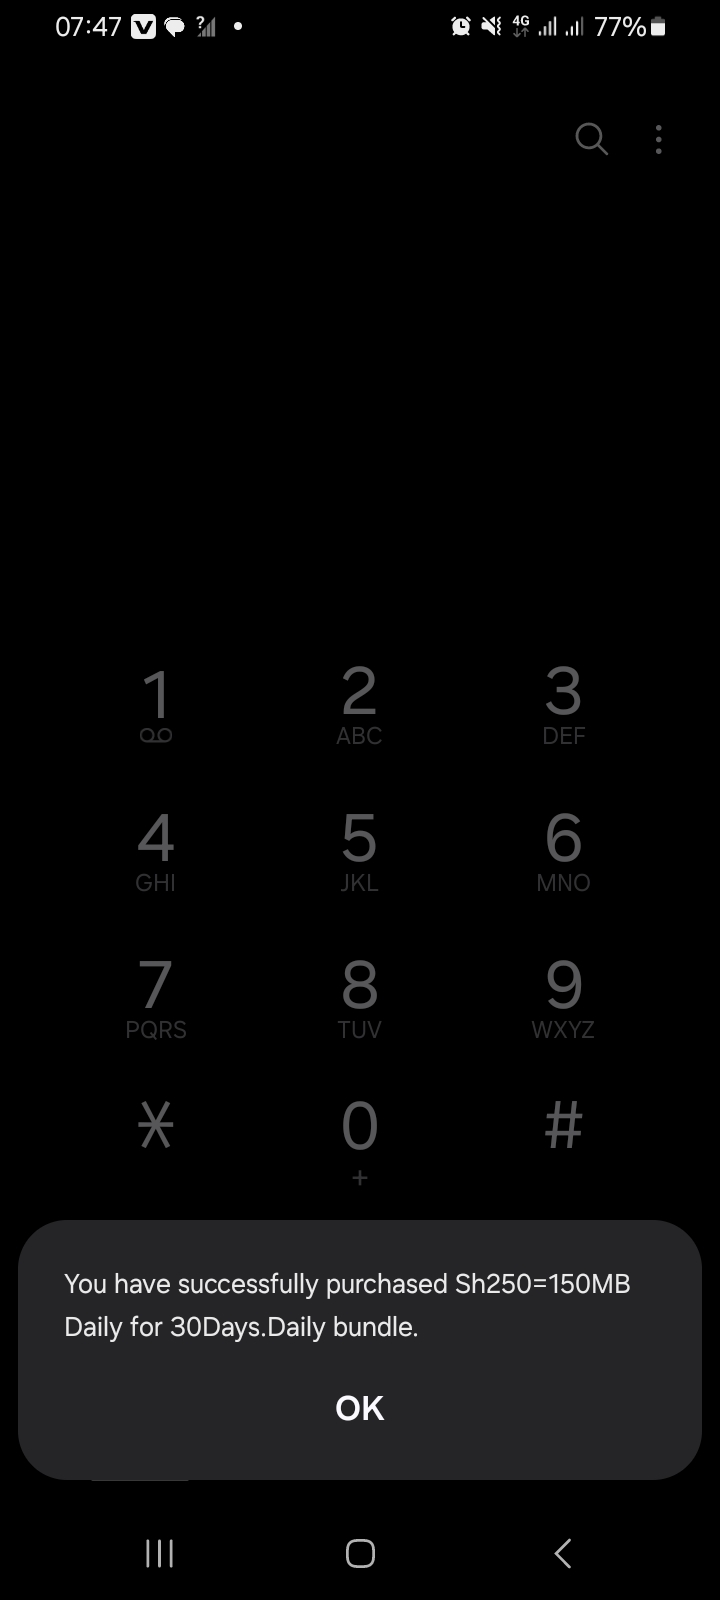 07:47 4G 77%
1
2
ABC
3
DEF
4
GHI
5
JKL
6
MNO
7
PQRS
8
TUV
9
WXYZ
*
0
+
#
You have successfully purchased Sh250=150MB
Daily for 30Days.Daily bundle.
OK